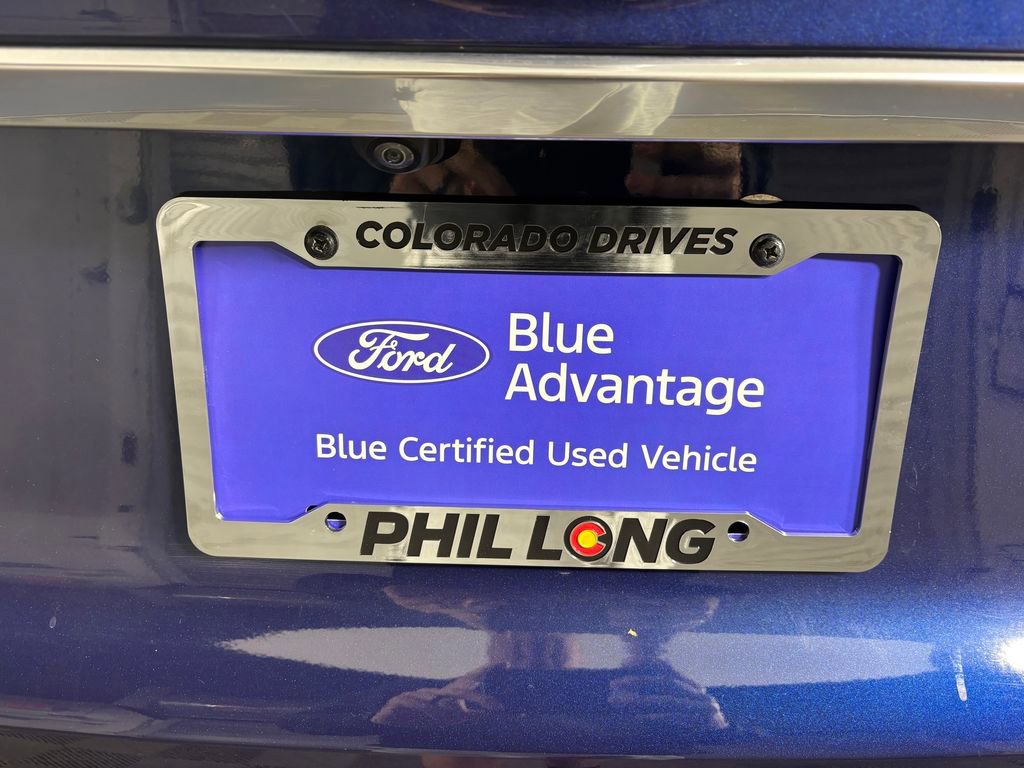 COLORADO DRIVES
Ford
Blue
Advantage
Blue Certified Used Vehicle
PHIL LONG